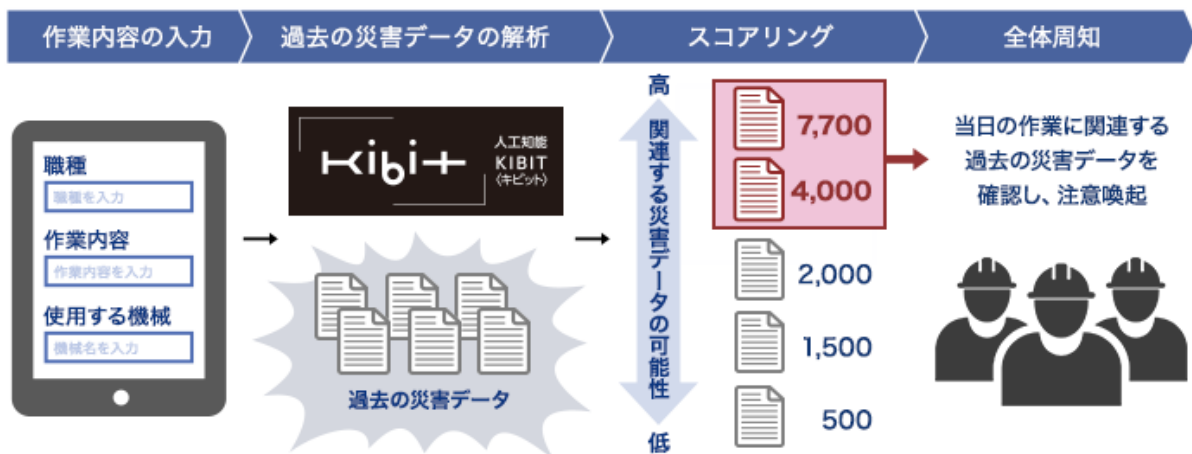 作業内容の入力
過去の災害データの解析
スコアリング
全体周知
職種
職種を入力
作業内容
作業内容を入力
使用する機械
機械名を入力
kibit
人工知能
KIBIT
〈キビット〉
過去の災害データ
高
関連する災害データの可能性
低
7,700
4,000
2,000
1,500
500
当日の作業に関連する
過去の災害データを
確認し、注意喚起